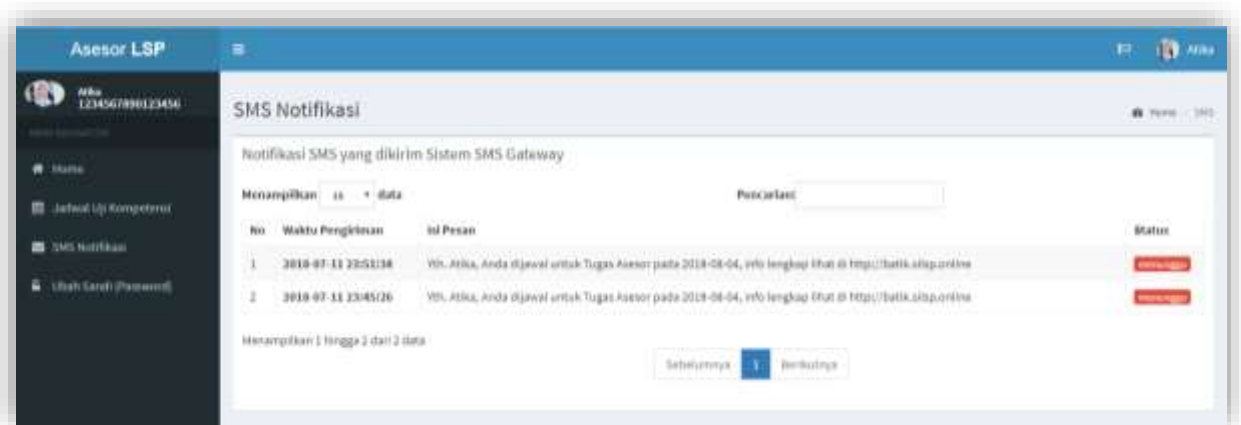 Asesor LSP
Atika
Atika
1234567890123456
SMS Notifikasi
Home SMS
Notifikasi SMS yang dikirim Sistem SMS Gateway
Home
Menampilkan data
Pencarian:
Jadwal Uji Kompetensi
No Waktu Pengiriman Isi Pesan Status
SMS Notifikasi
1 2018-07-11 23:51:38 Yth. Atika, Anda dijawal untuk Tugas Asesor pada 2018-08-04, info lengkap lihat di http://batik.silsp.online menunggu
Ubah Sandi (Password)
2 2018-07-11 23:45:26 Yth. Atika, Anda dijawal untuk Tugas Asesor pada 2018-08-04, info lengkap lihat di http://batik.silsp.online menunggu
Menampilkan 1 hingga 2 dari 2 data
Sebelumnya 1 Berikutnya